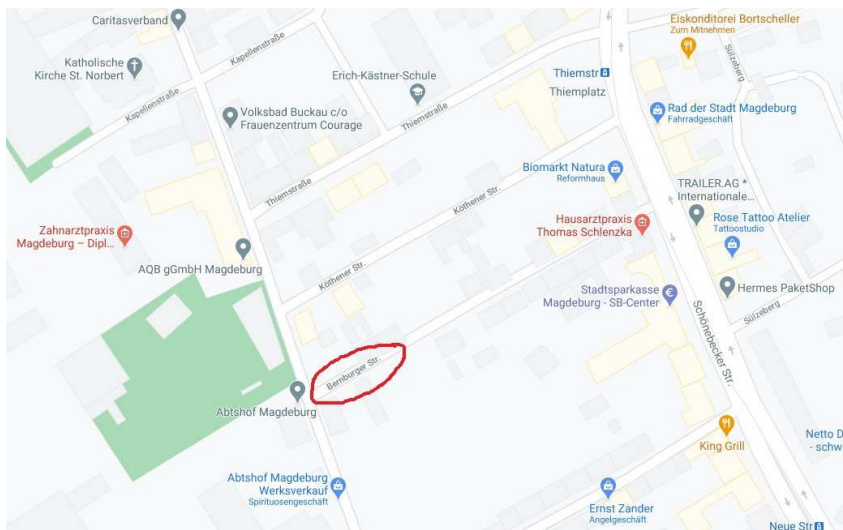 Caritasverband
Eiskonditorei Bortscheller
Zum Mitnehmen
Katholische
Kirche St. Norbert
Kapellenstraße
Kapellenstraße
Erich-Kästner-Schule
Thiemstr
Thiemplatz
Sülzeberg
Volksbad Buckau c/o
Frauenzentrum Courage
Thiemstraße
Thiemstraße
Rad der Stadt Magdeburg
Fahrradgeschäft
Biomarkt Natura
Reformhaus
TRAILER.AG *
Internationale...
Köthener Str.
Köthener Str.
Hausarztpraxis
Thomas Schlenzka
Rose Tattoo Atelier
Tattoostudio
Zahnarztpraxis
Magdeburg – Dipl...
AQB gGmbH Magdeburg
Stadtsparkasse
Magdeburg - SB-Center
Hermes PaketShop
Sülzeberg
Schönebecker Str.
Bernburger Str.
Abtshof Magdeburg
King Grill
Netto D
- schw
Abtshof Magdeburg
Werksverkauf
Spirituosengeschäft
Ernst Zander
Angelgeschäft
Neue Str